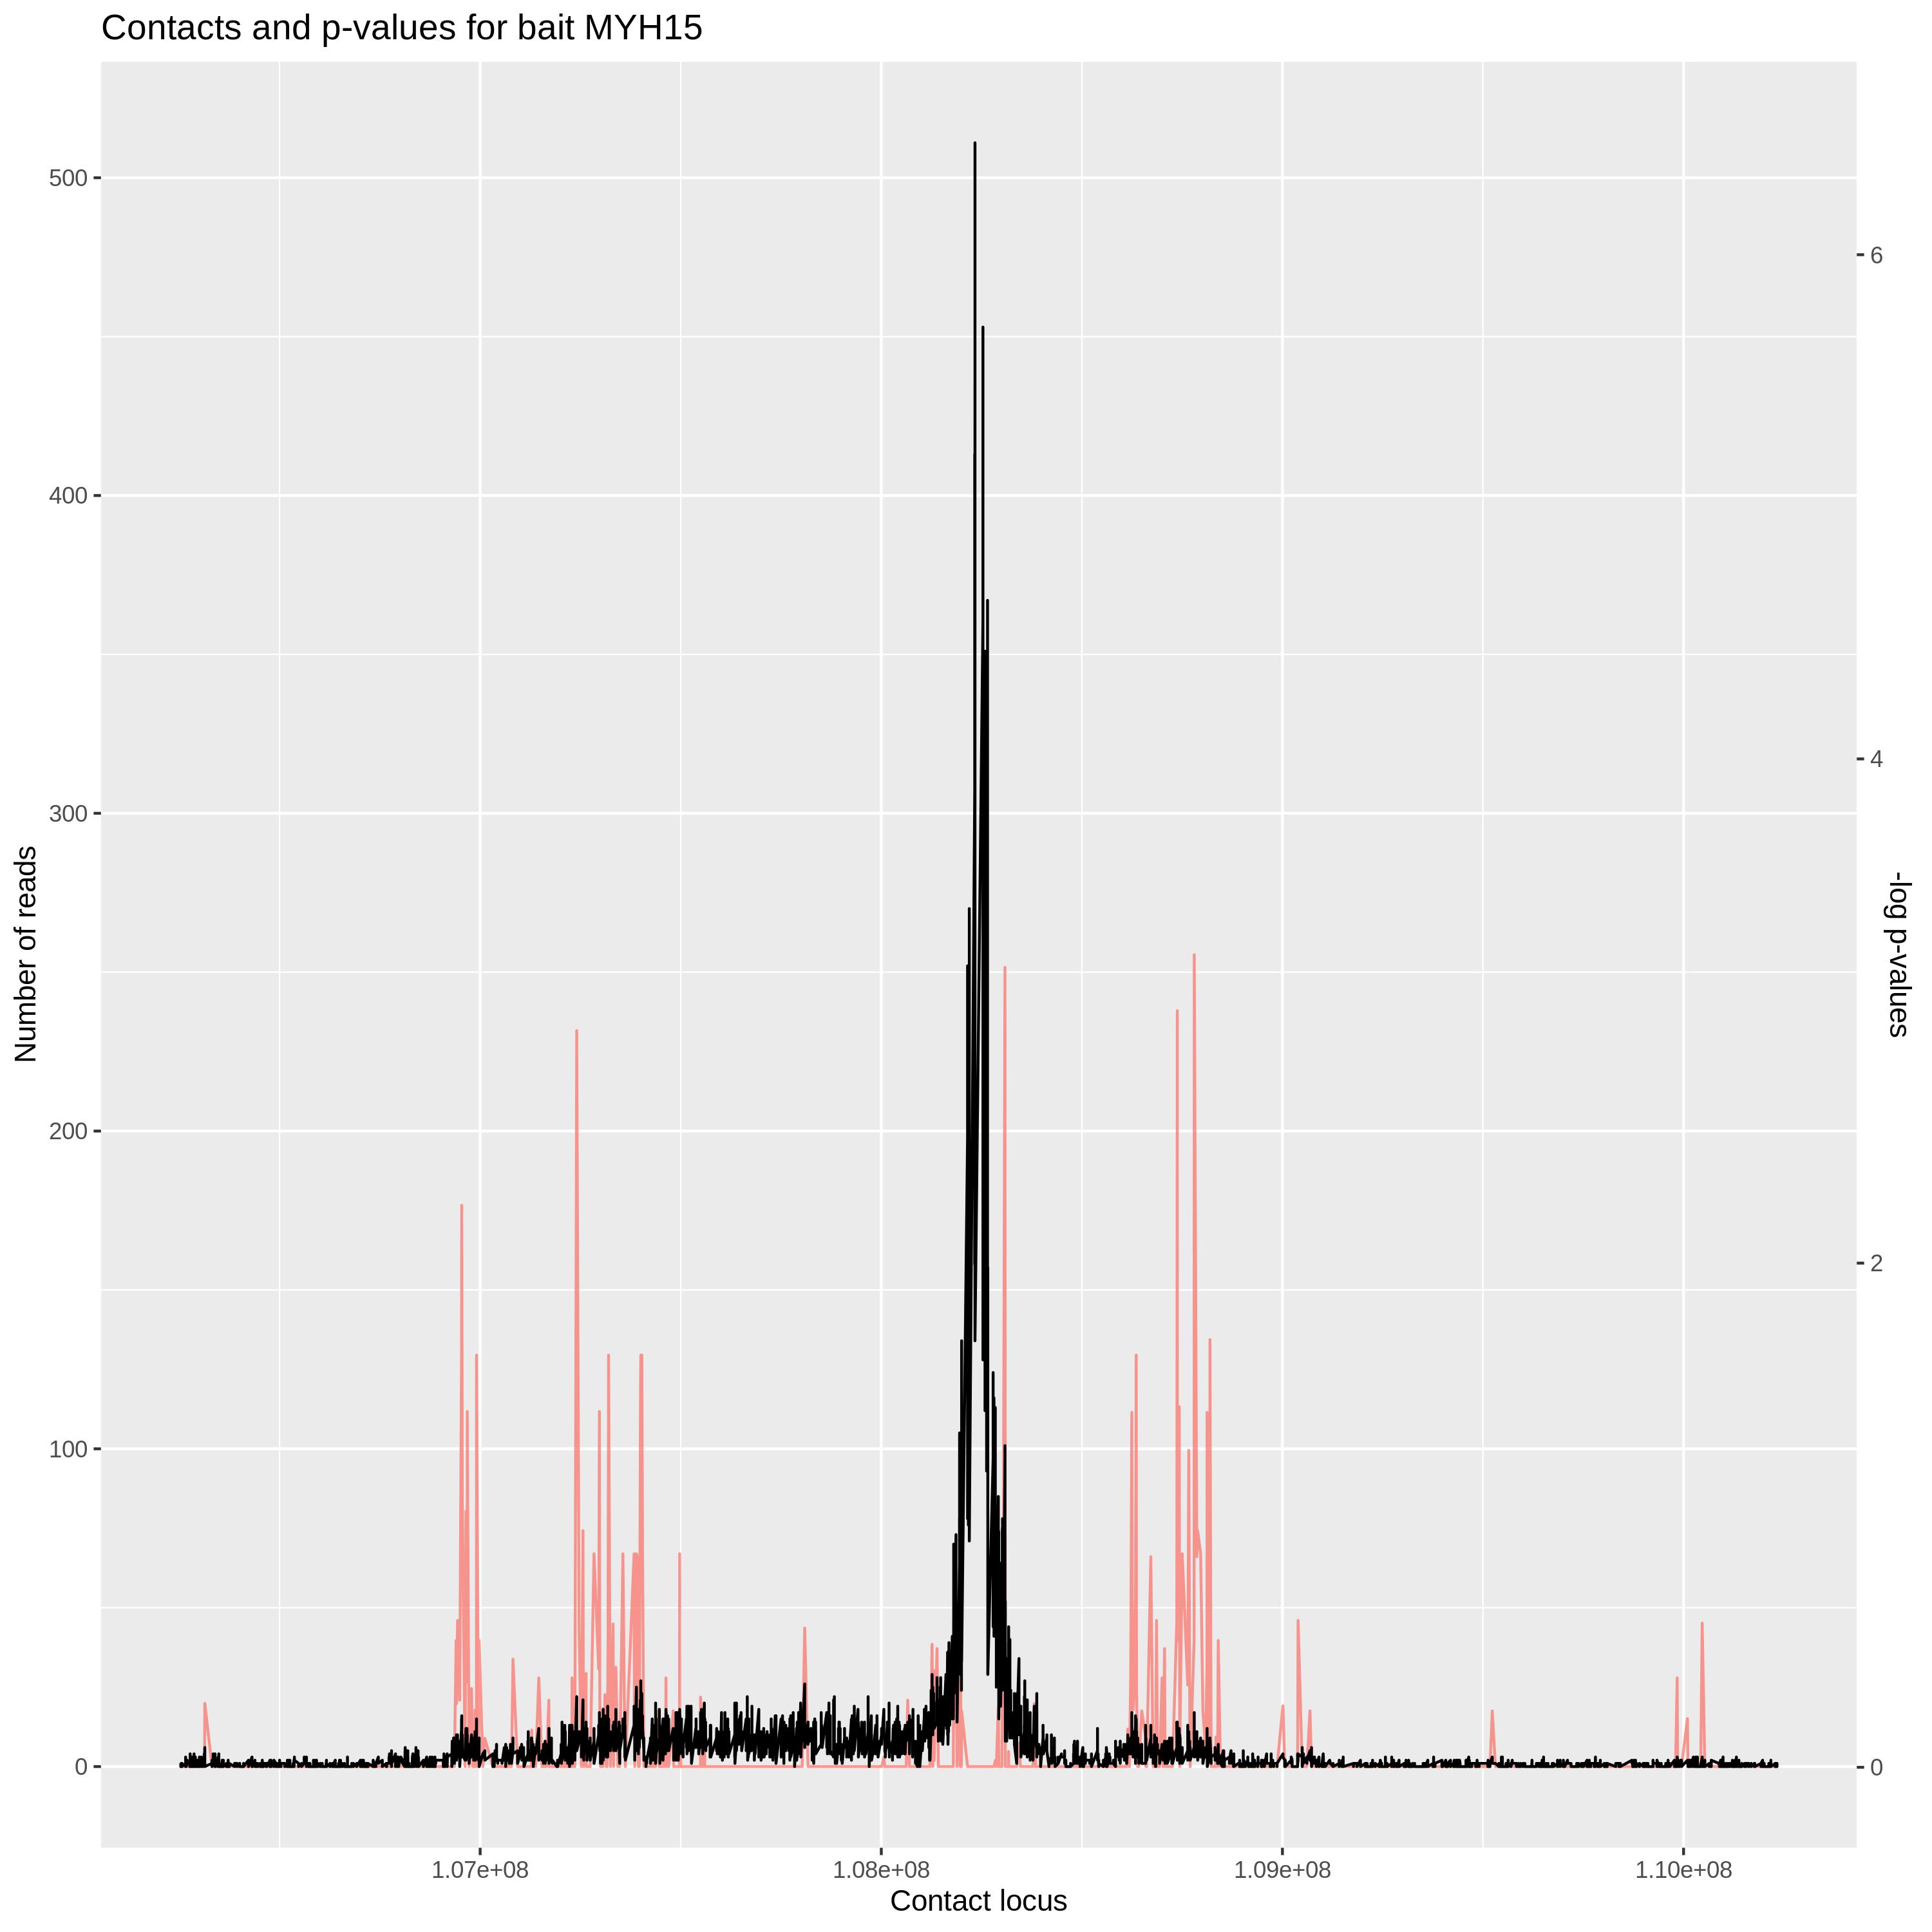 Contacts and p-values for bait MYH15
500
400
300
200
100
0
Number of reads
6
4
2
0
-log p-values
1.07e+08
1.08e+08
1.09e+08
1.10e+08
Contact locus